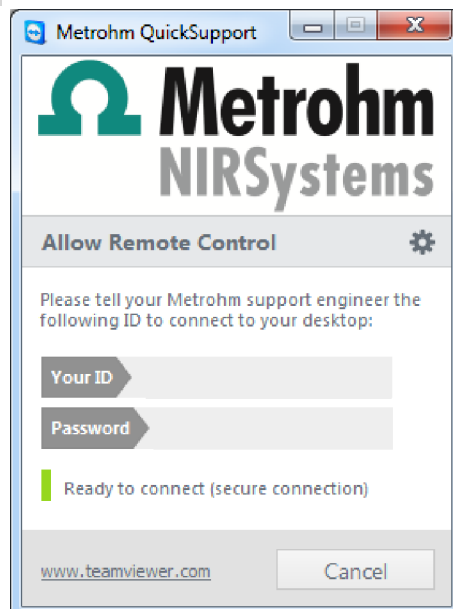 Metrohm QuickSupport
Metrohm
NIRSystems
Allow Remote Control
Please tell your Metrohm support engineer the
following ID to connect to your desktop:
Your ID
Password
Ready to connect (secure connection)
www.teamviewer.com
Cancel